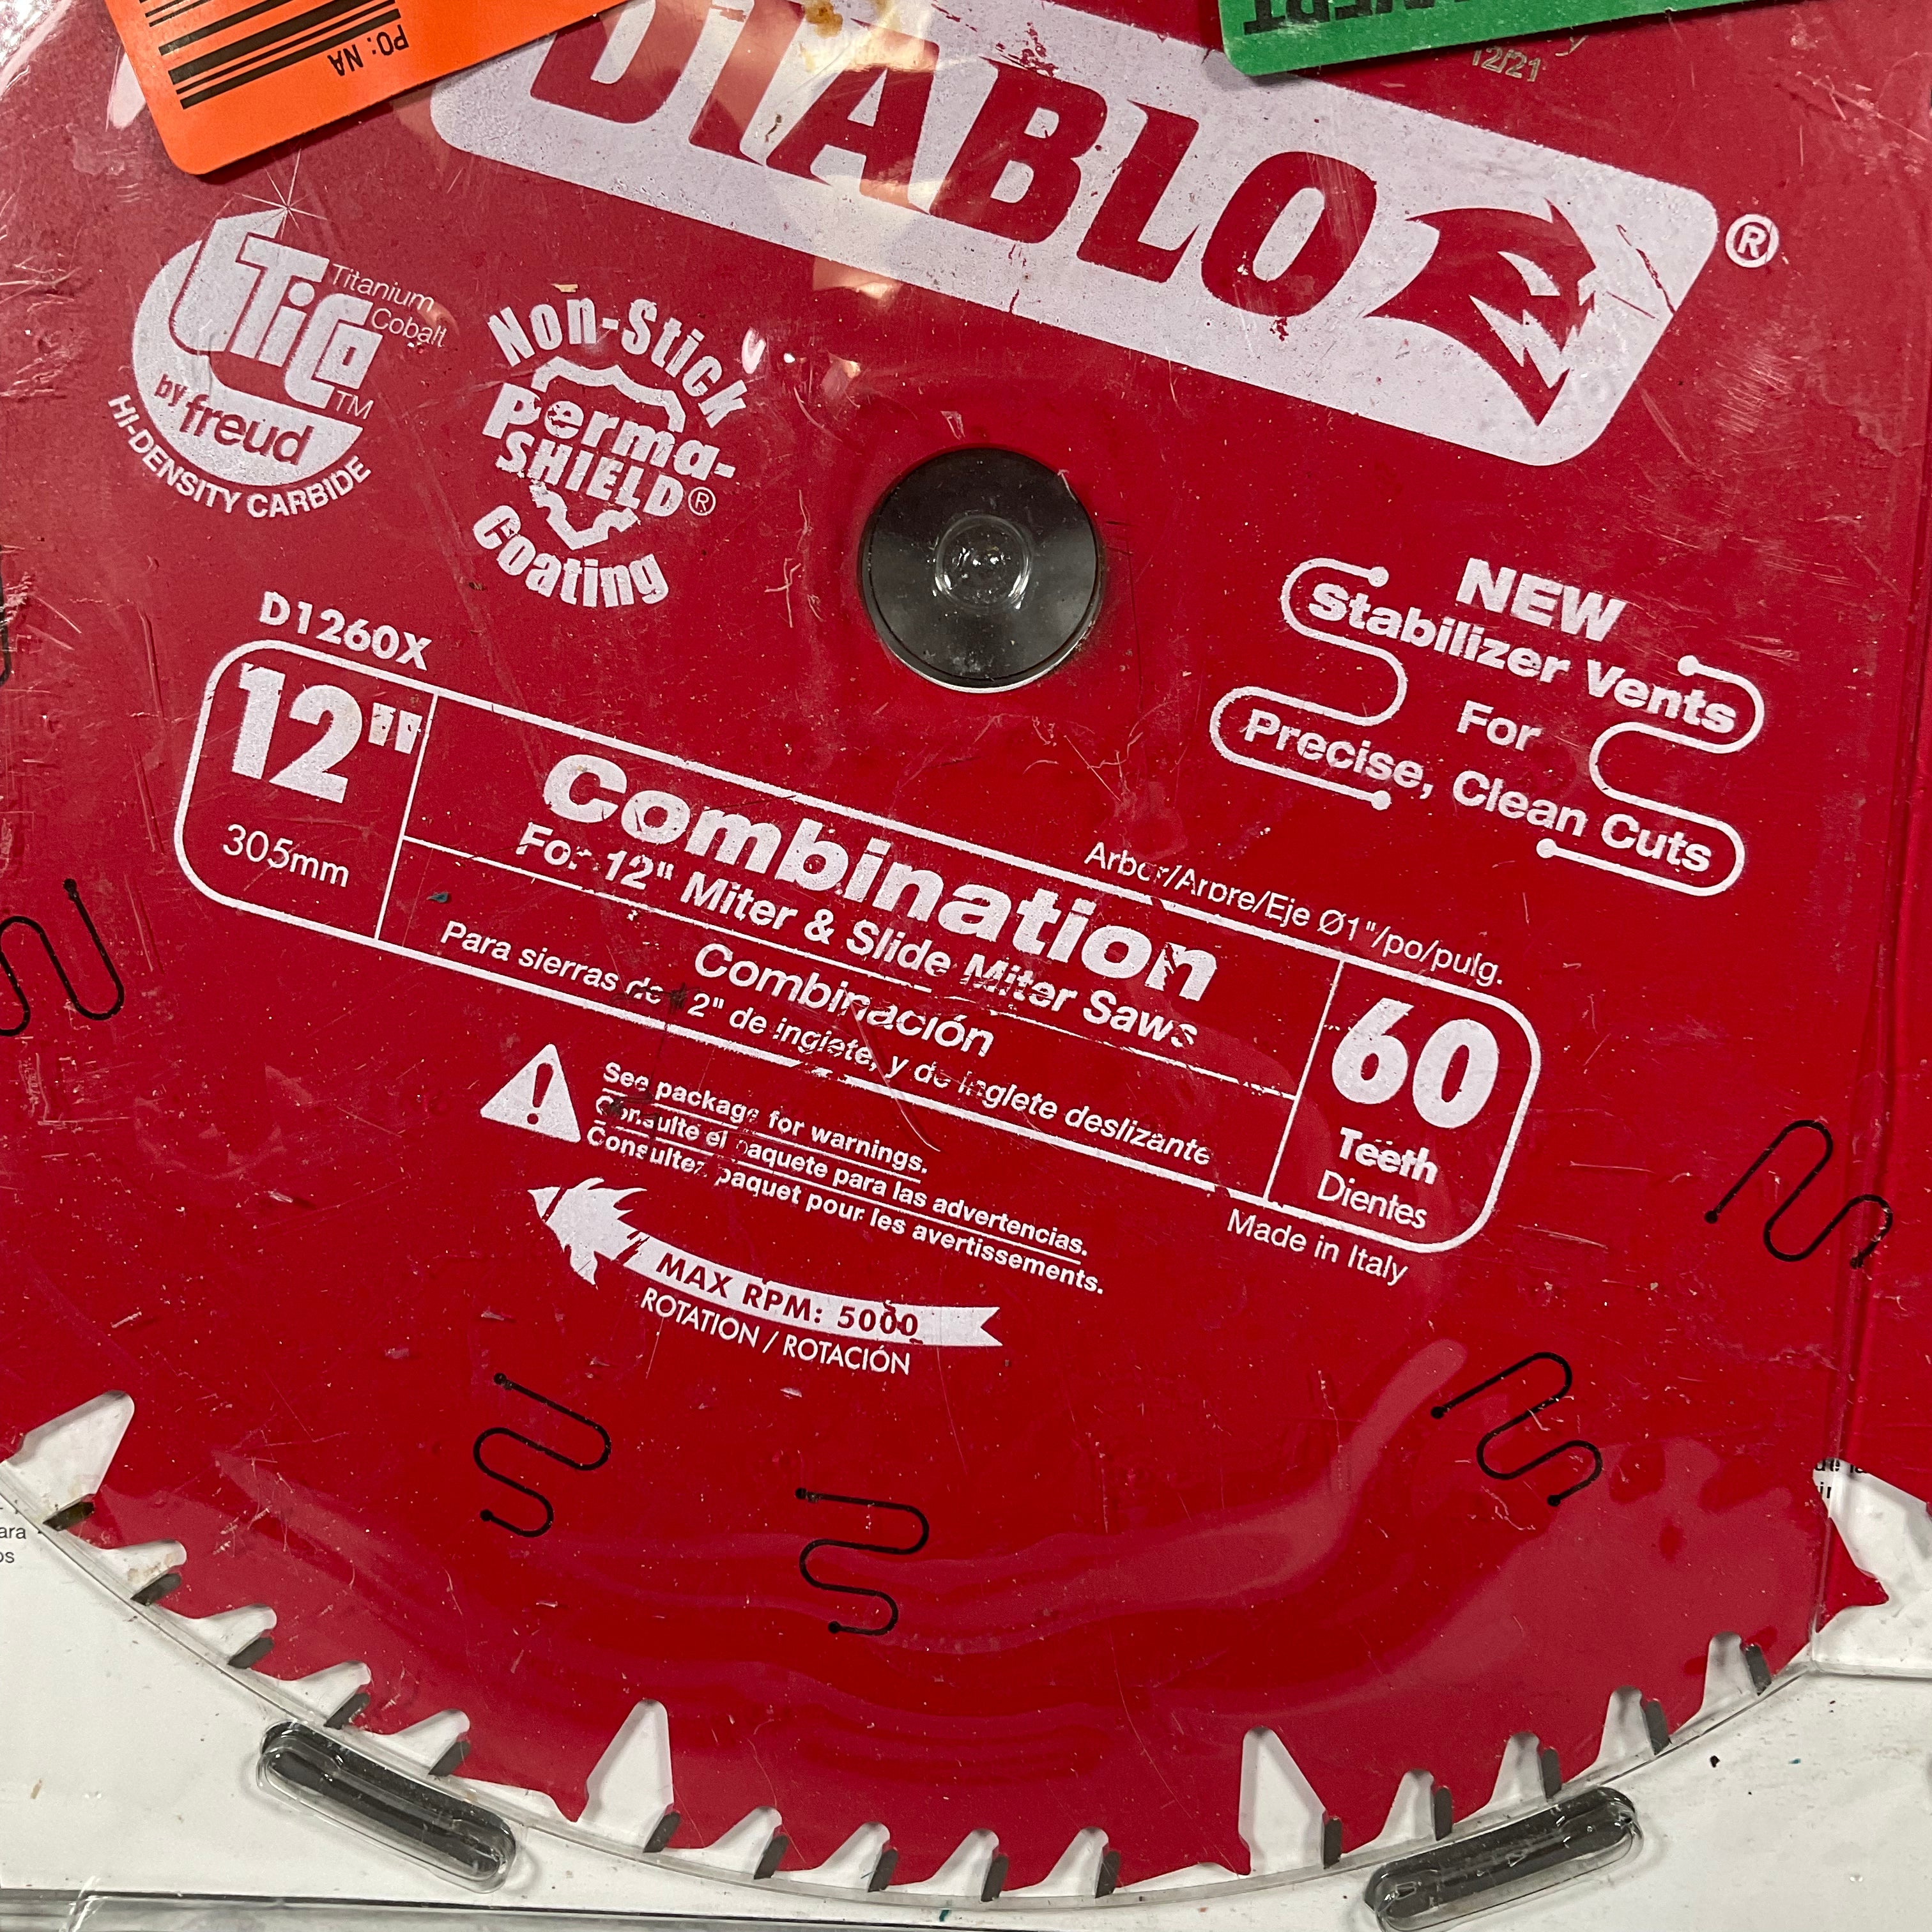 PO: NA
12/21
DIABLO
®
Titanium
Cobalt
TiCo™
by freud
HI-DENSITY CARBIDE
Non-Stick
Perma-
SHIELD®
Coating
NEW
Stabilizer Vents
For
Precise, Clean Cuts
D1260X
12"
305mm
Arbor/Arbre/Eje Ø1"/po/pulg.
Combination
For 12" Miter & Slide Miter Saws
Combinación
Para sierras de 12" de inglete, y de inglete deslizante
60
Teeth
Dientes
Made in Italy
See package for warnings.
Consulte el paquete para las advertencias.
Consultez paquet pour les avertissements.
MAX RPM: 5000
ROTATION / ROTACIÓN